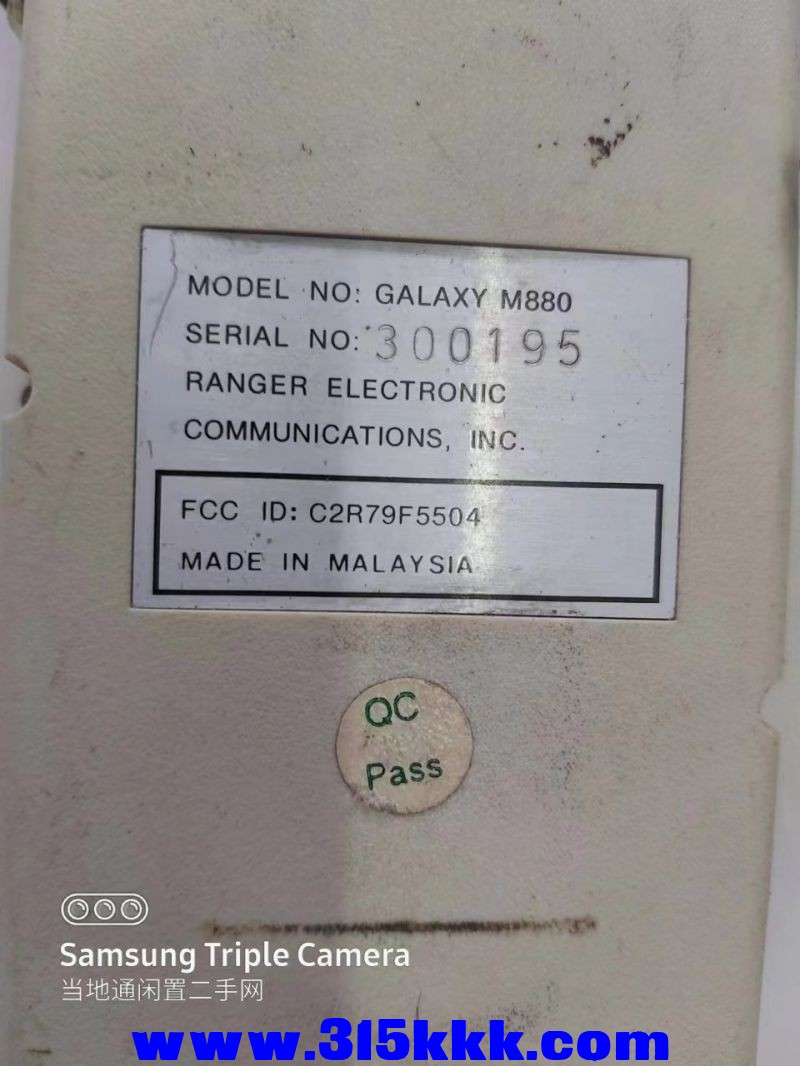 MODEL NO: GALAXY M880
SERIAL NO: 300195
RANGER ELECTRONIC
COMMUNICATIONS, INC.
FCC ID: C2R79F5504
MADE IN MALAYSIA
QC
Pass
Samsung Triple Camera
当地通闲置二手网
www.315kkk.com